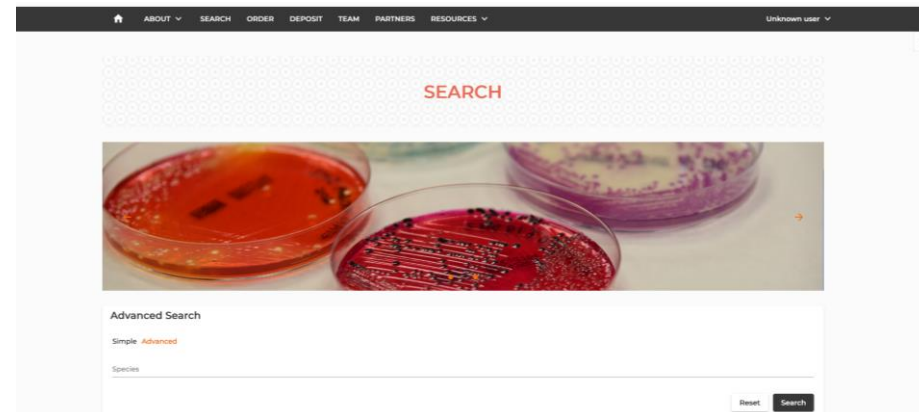 ABOUT SEARCH ORDER DEPOSIT TEAM PARTNERS RESOURCES Unknown user
SEARCH
Advanced Search
Simple Advanced
Species
Reset Search